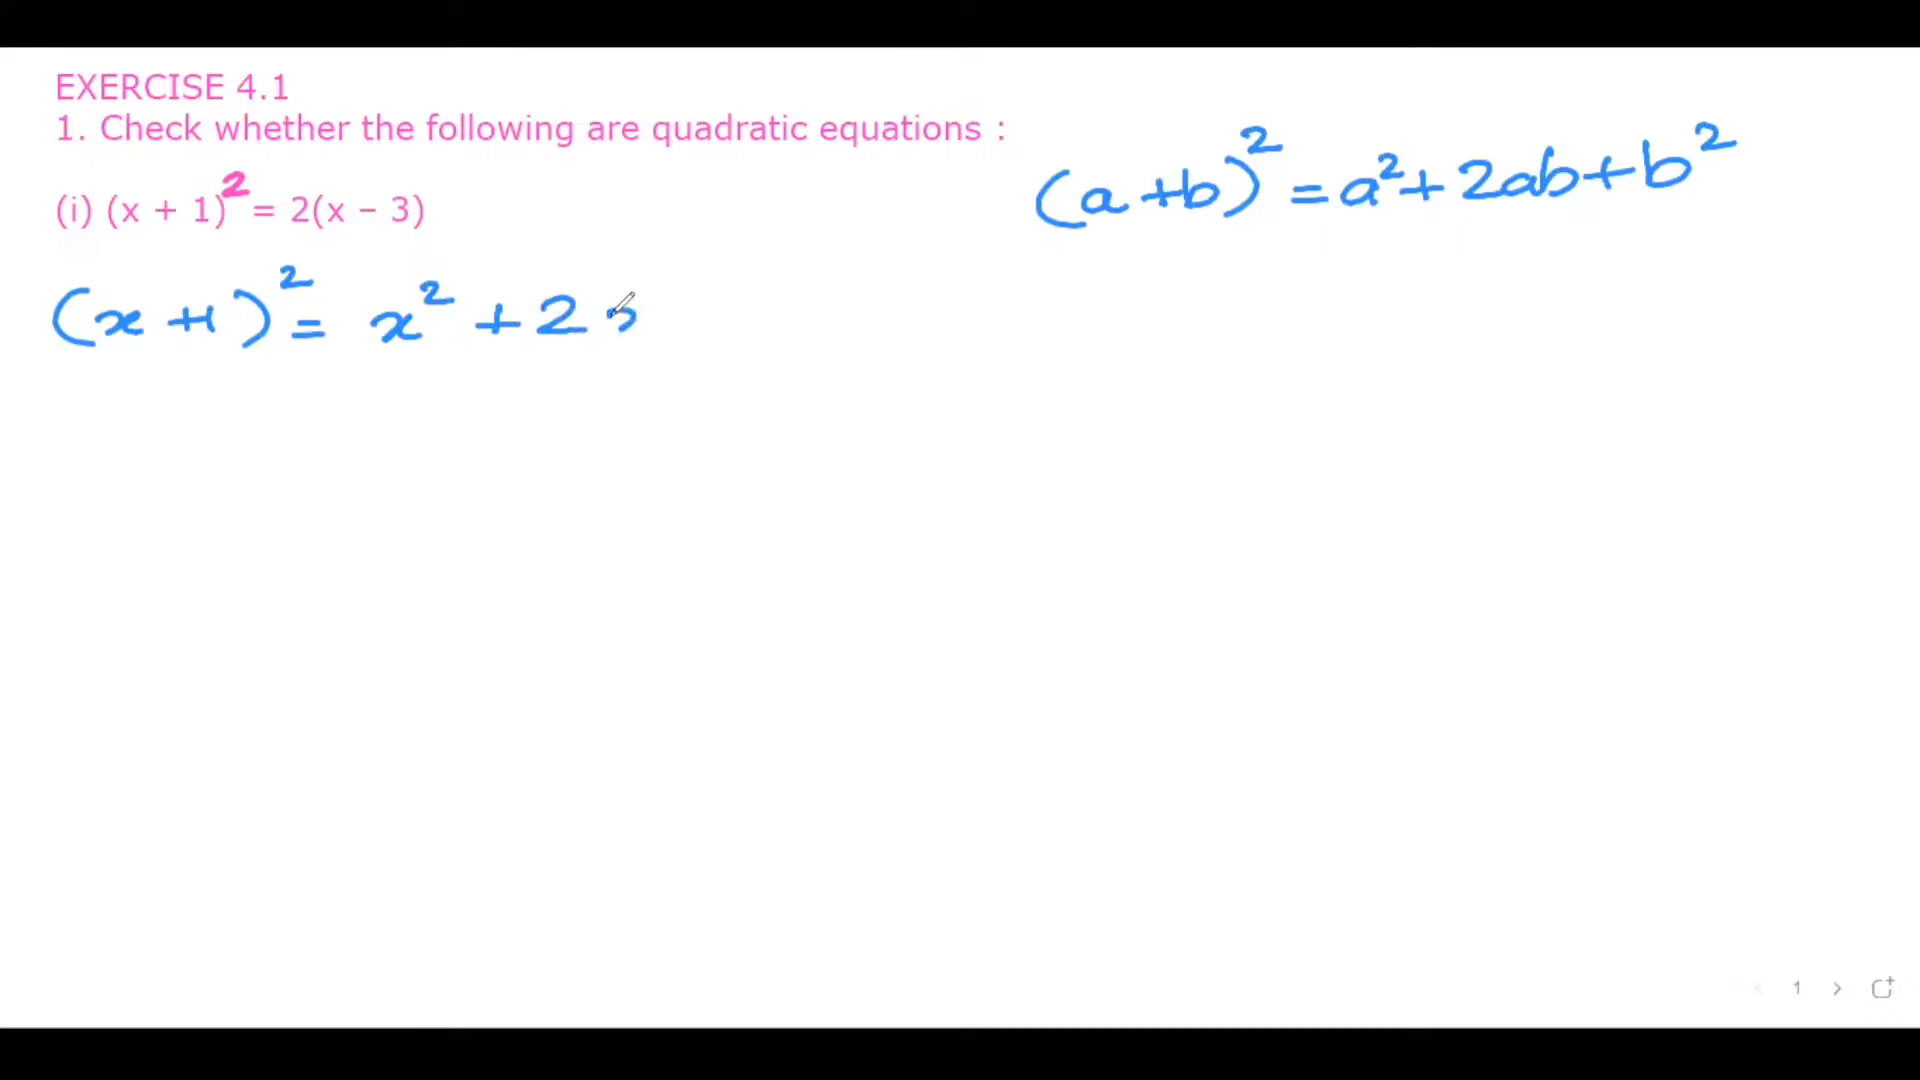 EXERCISE 4.1
1. Check whether the following are quadratic equations :
(i) (x + 1)² = 2(x – 3)
(a+b)² = a² + 2ab + b²
(x+1)² = x² + 2
1